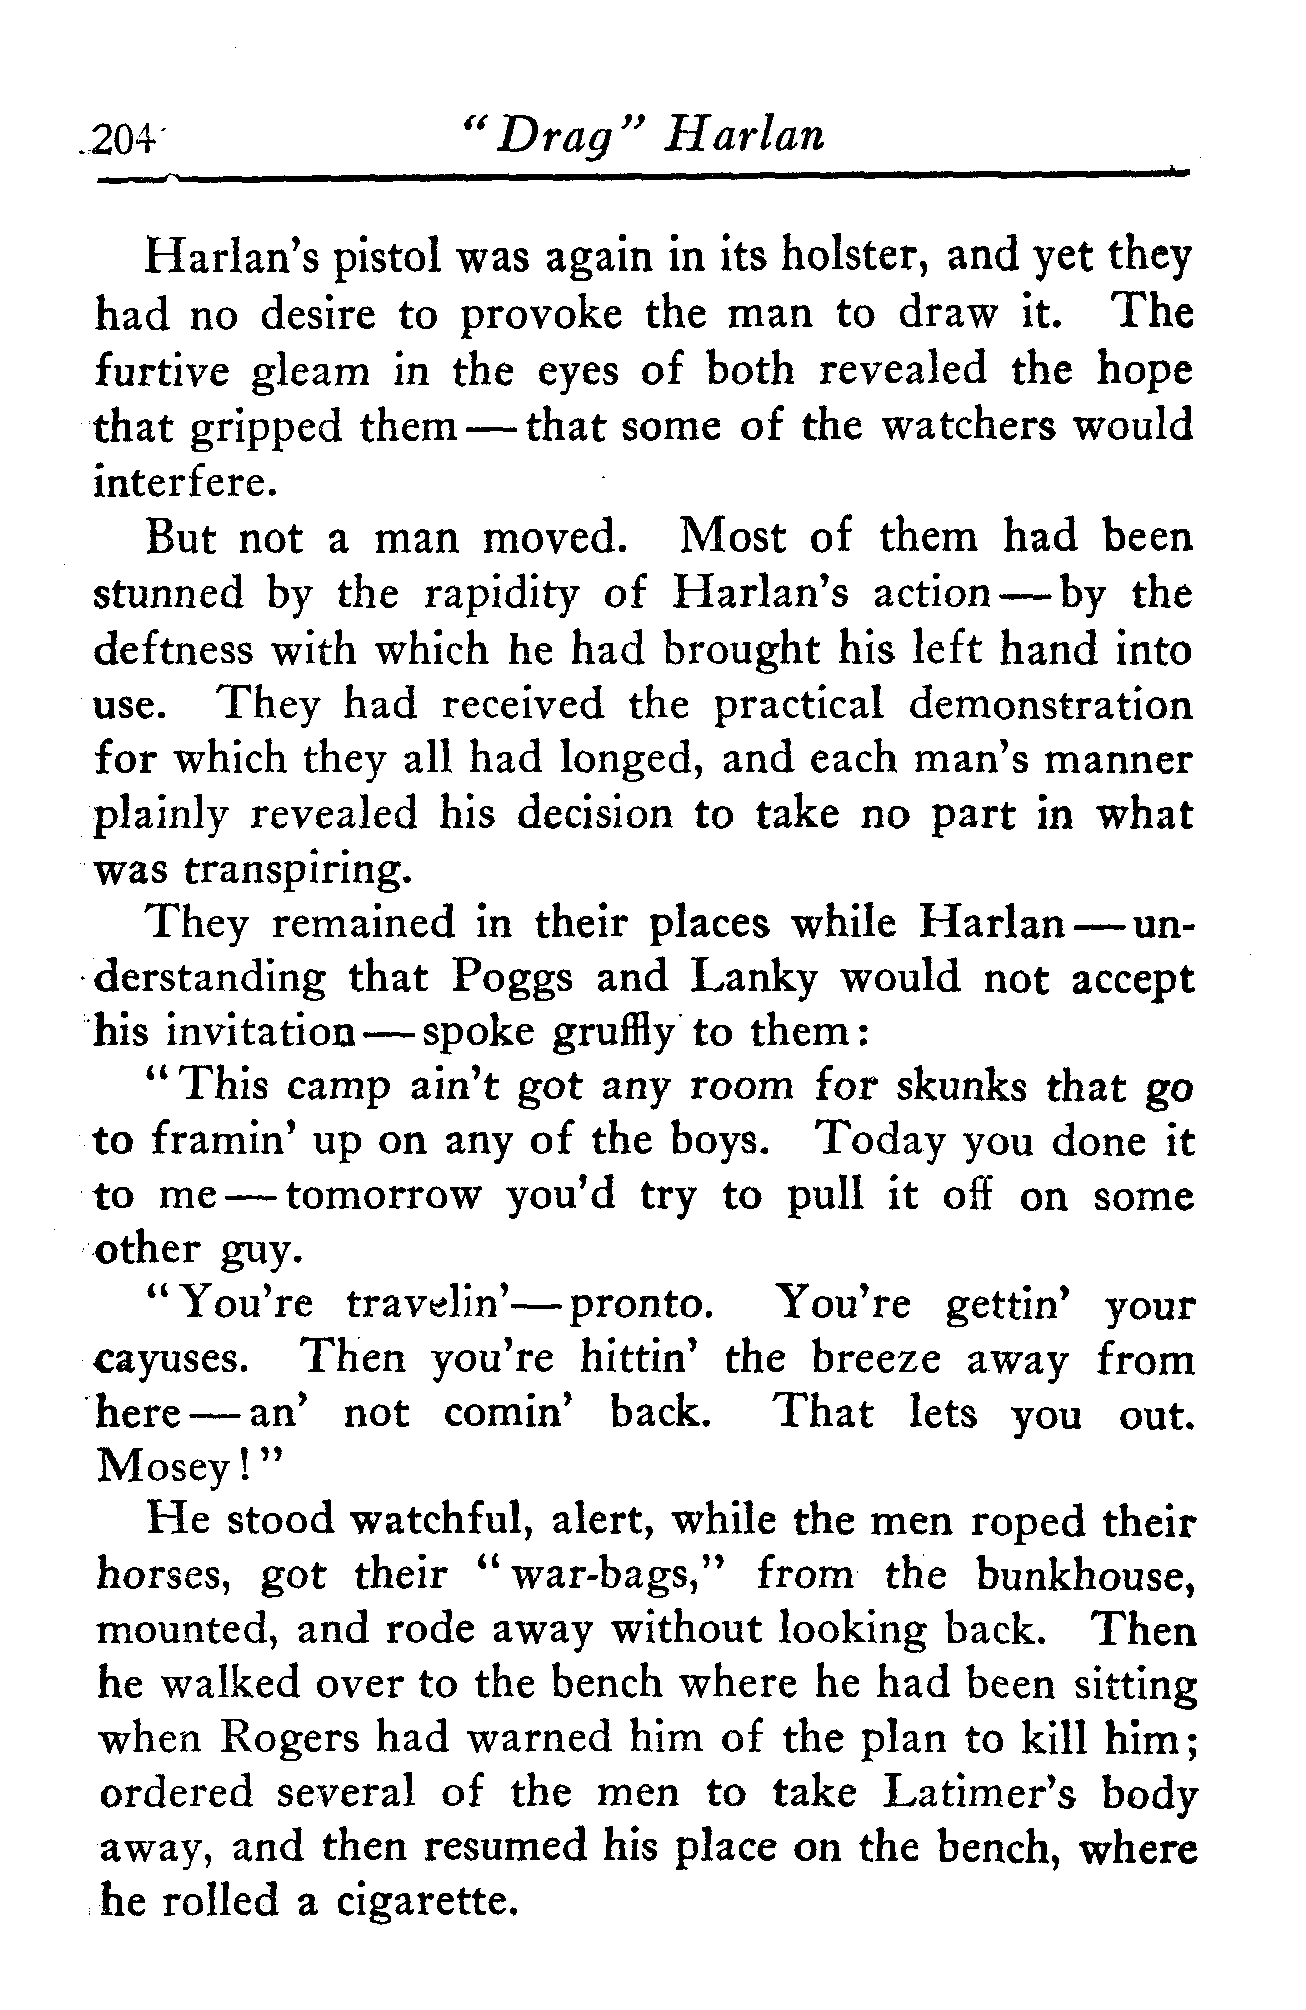 204 "Drag" Harlan
Harlan's pistol was again in its holster, and yet they
had no desire to provoke the man to draw it. The
furtive gleam in the eyes of both revealed the hope
that gripped them—that some of the watchers would
interfere.
But not a man moved. Most of them had been
stunned by the rapidity of Harlan's action—by the
deftness with which he had brought his left hand into
use. They had received the practical demonstration
for which they all had longed, and each man's manner
plainly revealed his decision to take no part in what
was transpiring.
They remained in their places while Harlan—un-
derstanding that Poggs and Lanky would not accept
his invitation—spoke gruffly to them:
"This camp ain't got any room for skunks that go
to framin' up on any of the boys. Today you done it
to me—tomorrow you'd try to pull it off on some
other guy.
"You're travelin'—pronto. You're gettin' your
cayuses. Then you're hittin' the breeze away from
here—an' not comin' back. That lets you out.
Mosey!"
He stood watchful, alert, while the men roped their
horses, got their "war-bags," from the bunkhouse,
mounted, and rode away without looking back. Then
he walked over to the bench where he had been sitting
when Rogers had warned him of the plan to kill him;
ordered several of the men to take Latimer's body
away, and then resumed his place on the bench, where
he rolled a cigarette.